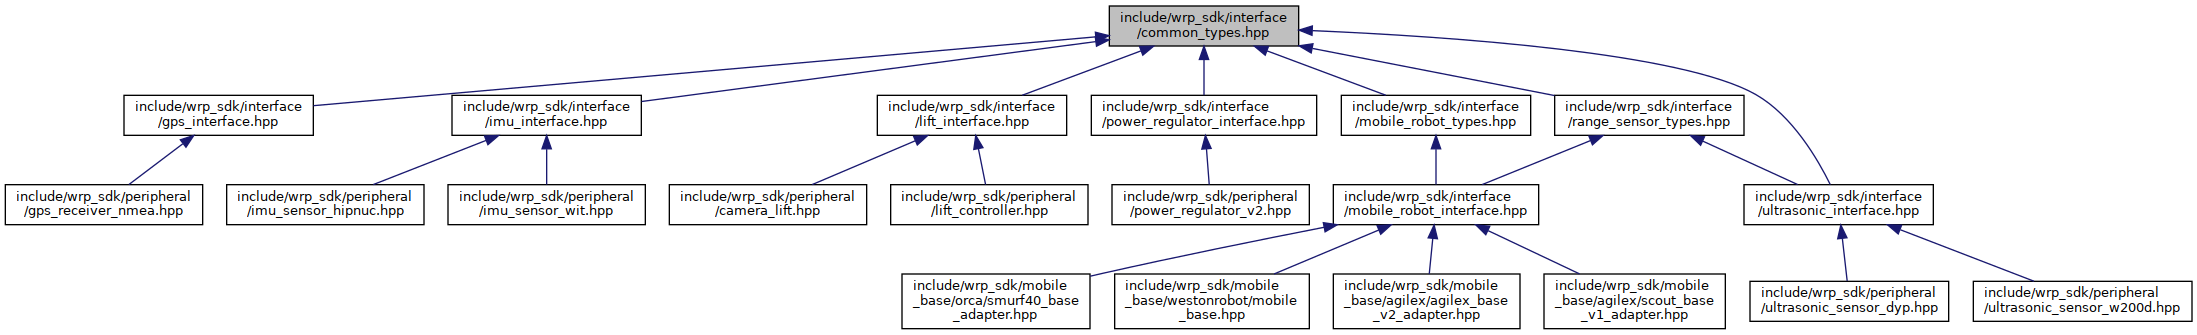 include/wrp_sdk/interface
/common_types.hpp
include/wrp_sdk/interface
/gps_interface.hpp
include/wrp_sdk/interface
/imu_interface.hpp
include/wrp_sdk/interface
/lift_interface.hpp
include/wrp_sdk/interface
/power_regulator_interface.hpp
include/wrp_sdk/interface
/mobile_robot_types.hpp
include/wrp_sdk/interface
/range_sensor_types.hpp
include/wrp_sdk/peripheral
/gps_receiver_nmea.hpp
include/wrp_sdk/peripheral
/imu_sensor_hipnuc.hpp
include/wrp_sdk/peripheral
/imu_sensor_wit.hpp
include/wrp_sdk/peripheral
/camera_lift.hpp
include/wrp_sdk/peripheral
/lift_controller.hpp
include/wrp_sdk/peripheral
/power_regulator_v2.hpp
include/wrp_sdk/interface
/mobile_robot_interface.hpp
include/wrp_sdk/interface
/ultrasonic_interface.hpp
include/wrp_sdk/mobile
_base/orca/smurf40_base
_adapter.hpp
include/wrp_sdk/mobile
_base/westonrobot/mobile
_base.hpp
include/wrp_sdk/mobile
_base/agilex/agilex_base
_v2_adapter.hpp
include/wrp_sdk/mobile
_base/agilex/scout_base
_v1_adapter.hpp
include/wrp_sdk/peripheral
/ultrasonic_sensor_dyp.hpp
include/wrp_sdk/peripheral
/ultrasonic_sensor_w200d.hpp